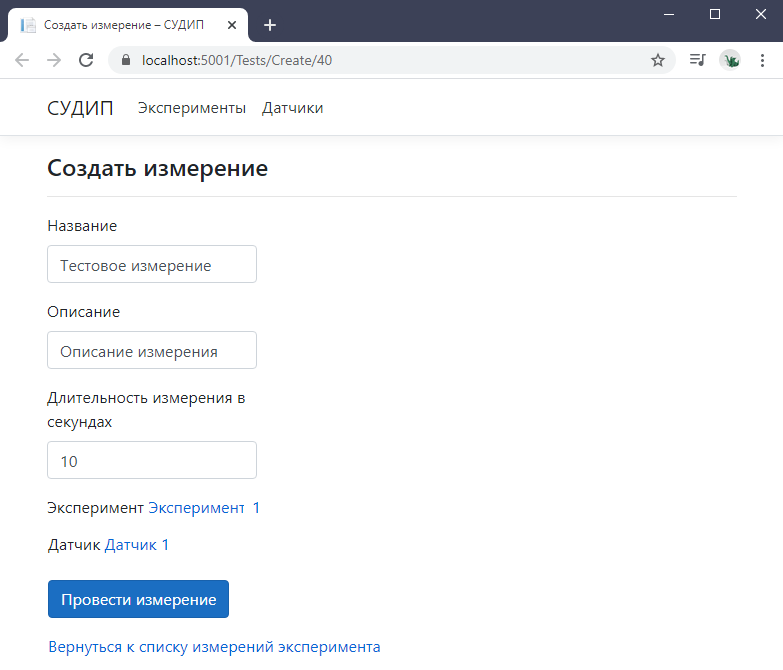 Создать измерение – СУДИП
localhost:5001/Tests/Create/40
СУДИП Эксперименты Датчики
Создать измерение
Название
Тестовое измерение
Описание
Описание измерения
Длительность измерения в
секундах
10
Эксперимент Эксперимент 1
Датчик Датчик 1
Провести измерение
Вернуться к списку измерений эксперимента